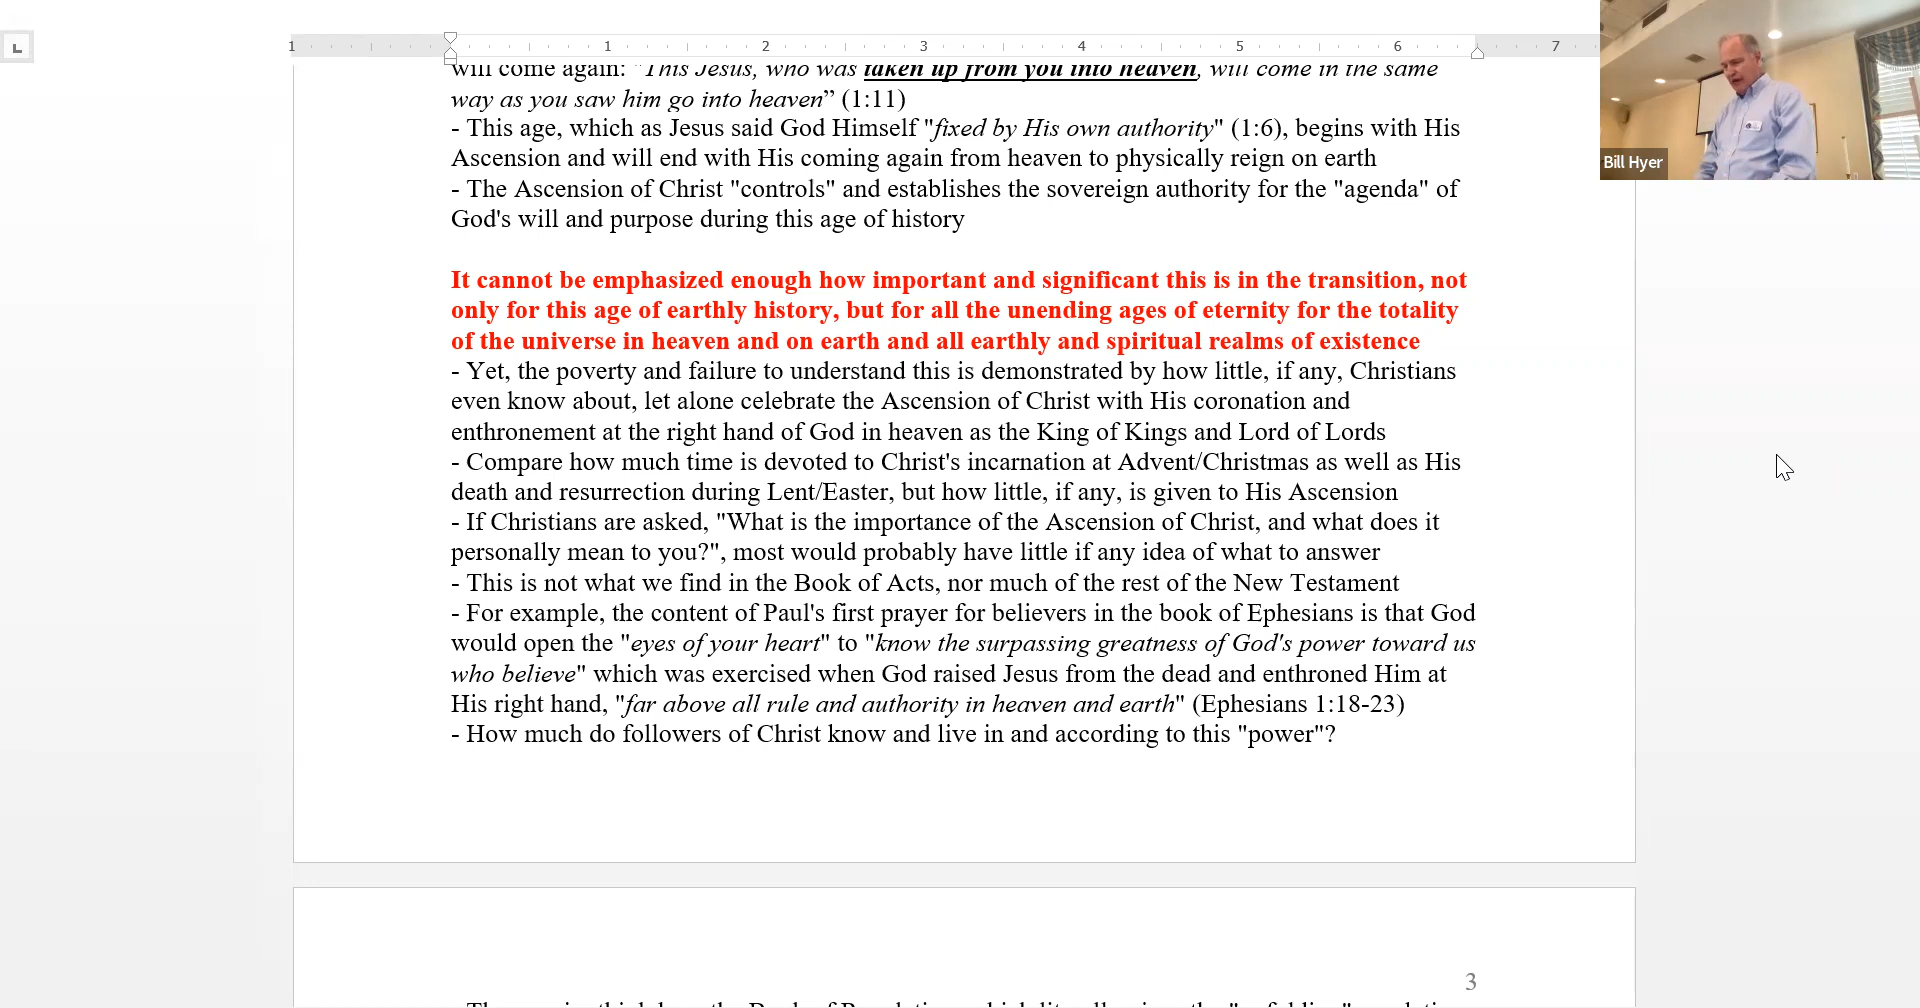 1 1 2 3 4 5 6 7
will come again: "This Jesus, who was taken up from you into heaven, will come in the same
way as you saw him go into heaven” (1:11)
- This age, which as Jesus said God Himself "fixed by His own authority" (1:6), begins with His
Ascension and will end with His coming again from heaven to physically reign on earth
- The Ascension of Christ "controls" and establishes the sovereign authority for the "agenda" of
God's will and purpose during this age of history
It cannot be emphasized enough how important and significant this is in the transition, not
only for this age of earthly history, but for all the unending ages of eternity for the totality
of the universe in heaven and on earth and all earthly and spiritual realms of existence
- Yet, the poverty and failure to understand this is demonstrated by how little, if any, Christians
even know about, let alone celebrate the Ascension of Christ with His coronation and
enthronement at the right hand of God in heaven as the King of Kings and Lord of Lords
- Compare how much time is devoted to Christ's incarnation at Advent/Christmas as well as His
death and resurrection during Lent/Easter, but how little, if any, is given to His Ascension
- If Christians are asked, "What is the importance of the Ascension of Christ, and what does it
personally mean to you?", most would probably have little if any idea of what to answer
- This is not what we find in the Book of Acts, nor much of the rest of the New Testament
- For example, the content of Paul's first prayer for believers in the book of Ephesians is that God
would open the "eyes of your heart" to "know the surpassing greatness of God's power toward us
who believe" which was exercised when God raised Jesus from the dead and enthroned Him at
His right hand, "far above all rule and authority in heaven and earth" (Ephesians 1:18-23)
- How much do followers of Christ know and live in and according to this "power"?
3
Bill Hyer